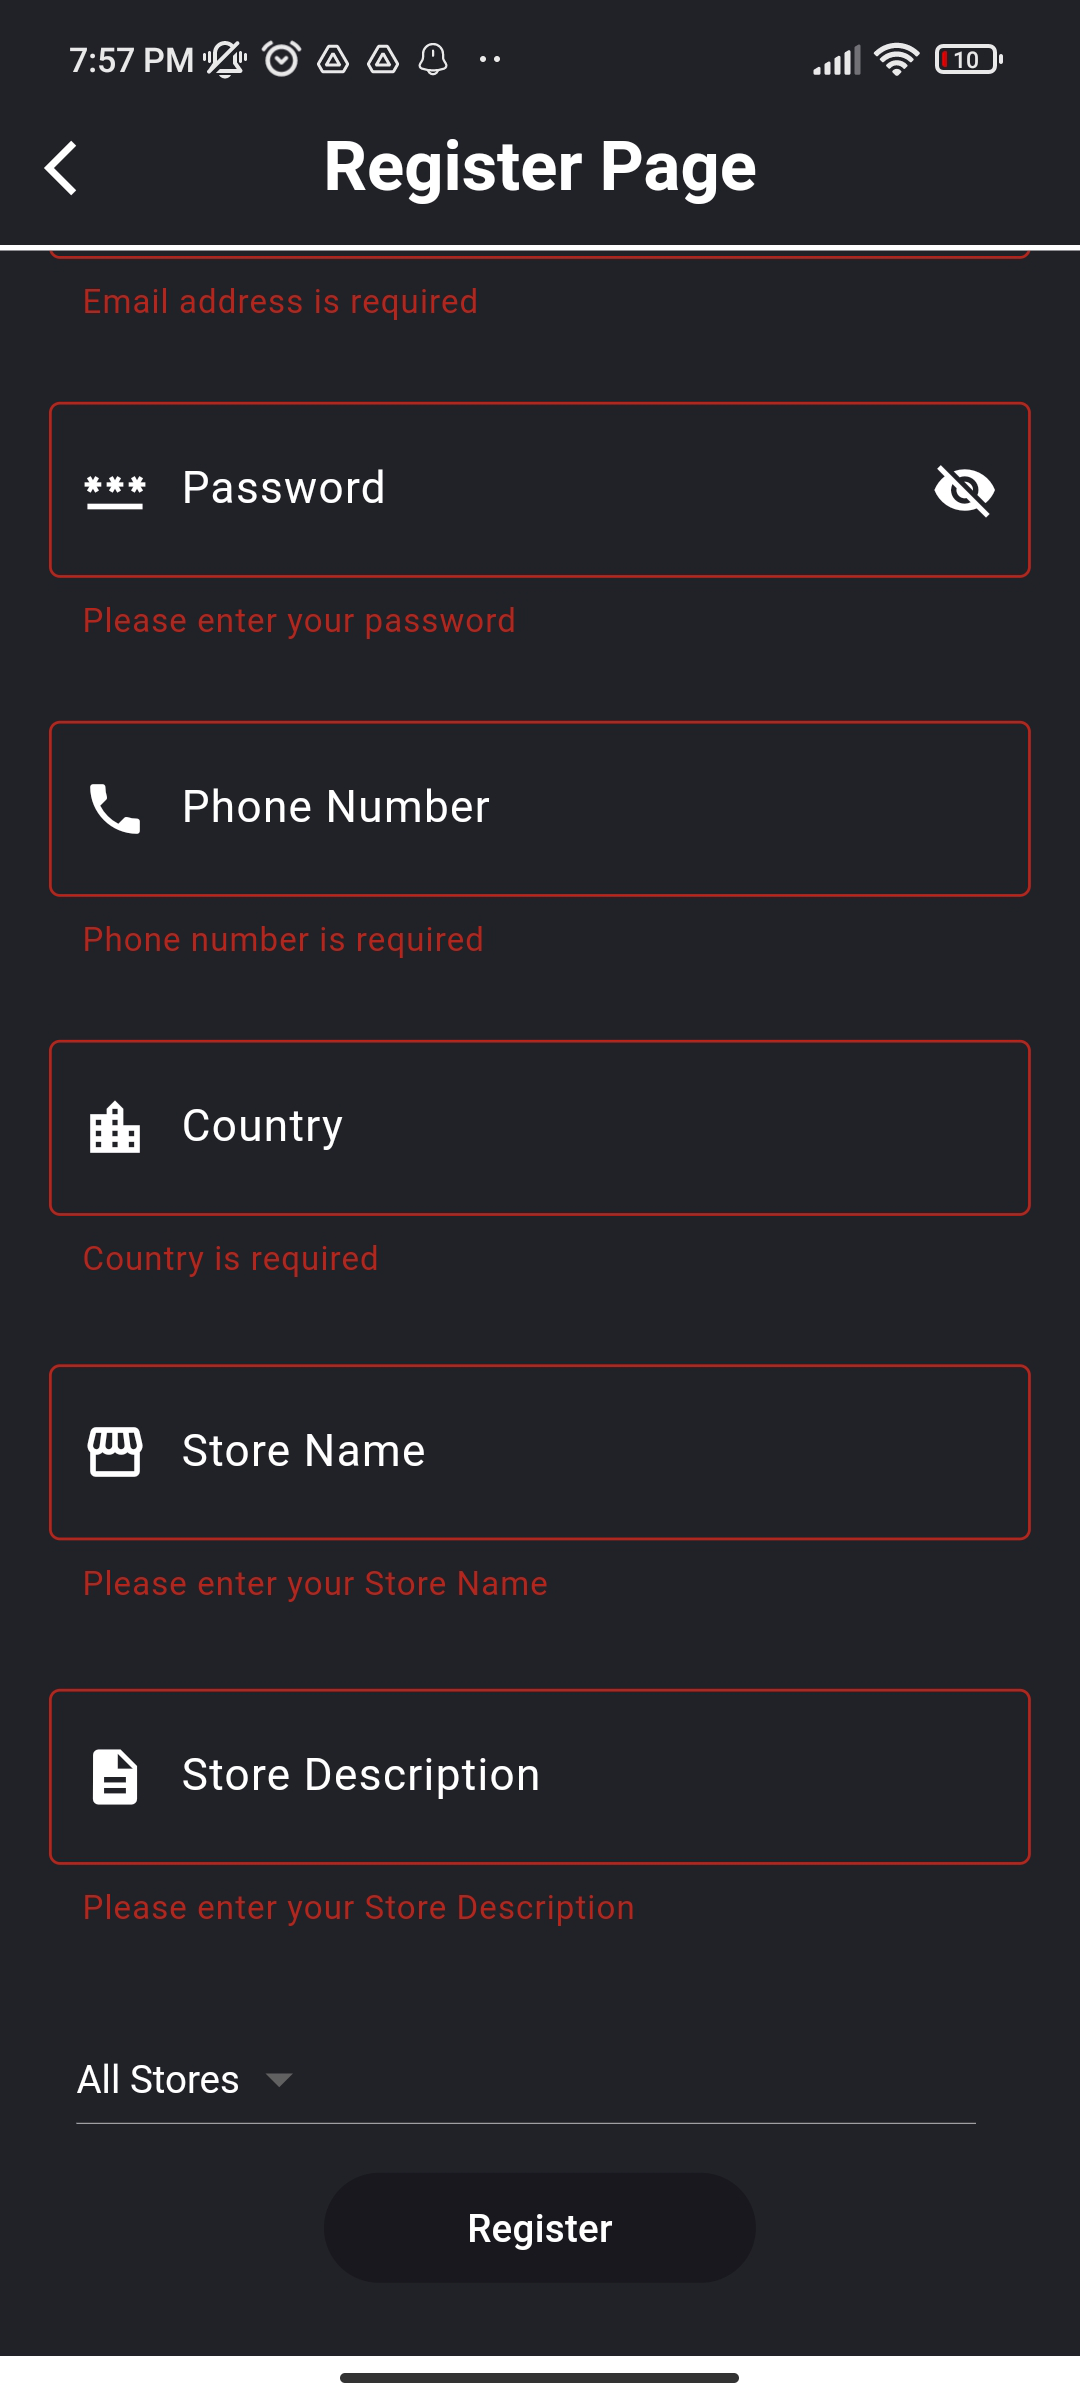 7:57 PM
10
Register Page
Email address is required
Password
Please enter your password
Phone Number
Phone number is required
Country
Country is required
Store Name
Please enter your Store Name
Store Description
Please enter your Store Description
All Stores
Register